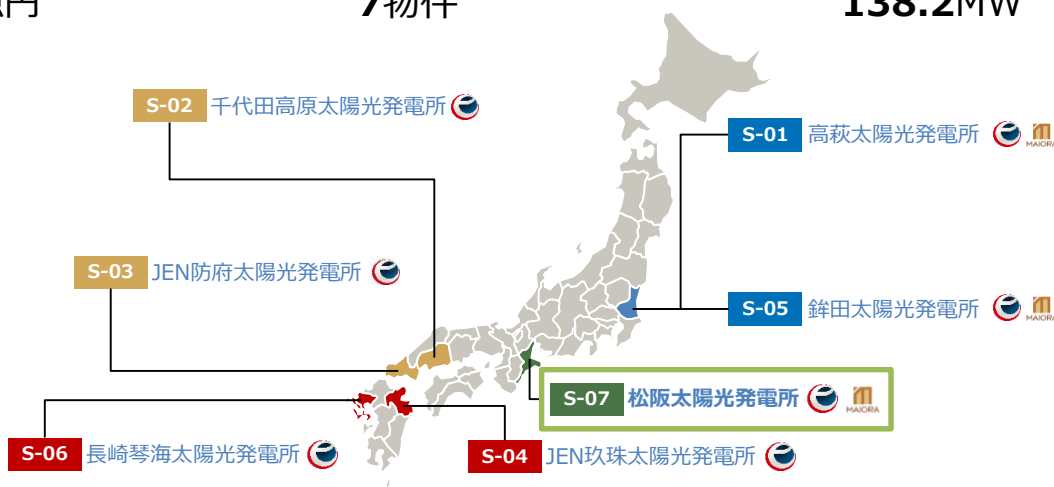 円
7物件
138.2MW
S-02 千代田高原太陽光発電所
S-01 高萩太陽光発電所 MAIORA
S-03 JEN防府太陽光発電所
S-05 鉾田太陽光発電所 MAIORA
S-07 松阪太陽光発電所 MAIORA
S-06 長崎琴海太陽光発電所
S-04 JEN玖珠太陽光発電所